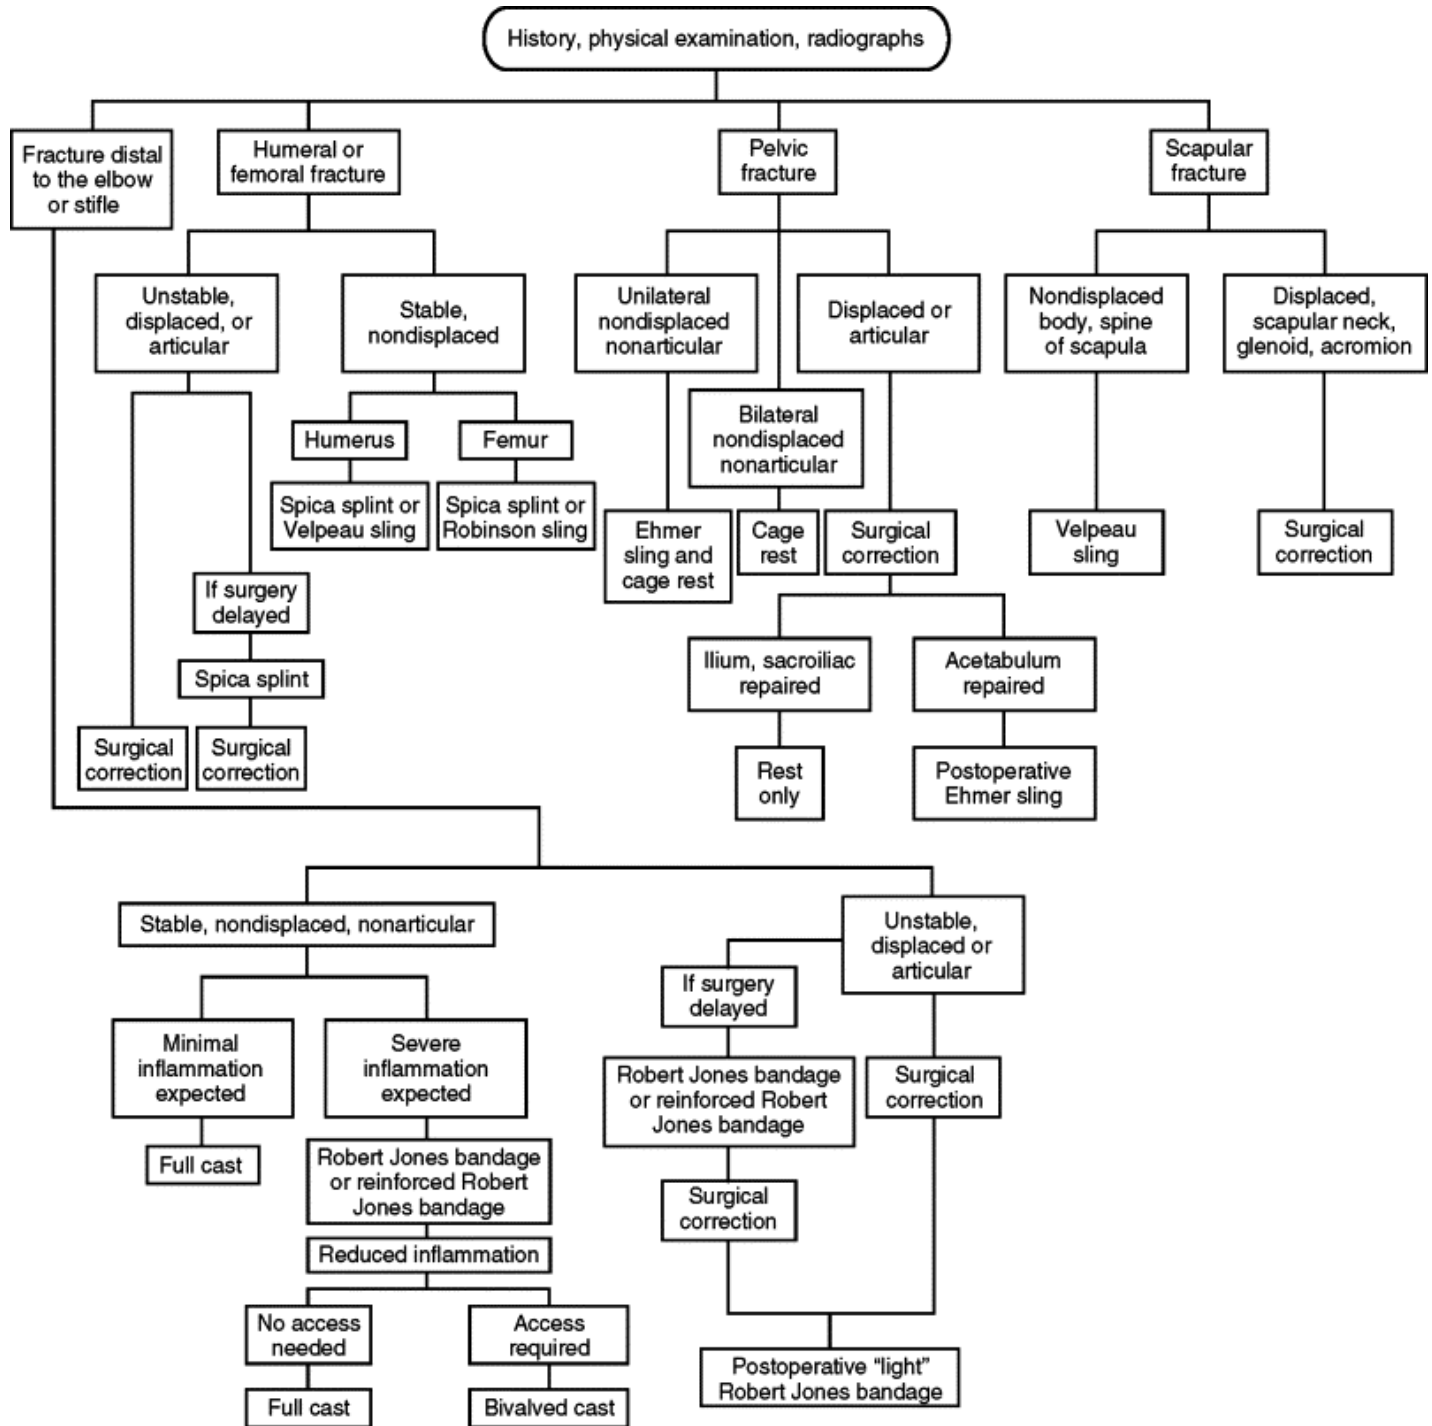 History, physical examination, radiographs
Fracture distal
to the elbow
or stifle
Humeral or
femoral fracture
Pelvic
fracture
Scapular
fracture
Unstable,
displaced, or
articular
Stable,
nondisplaced
Unilateral
nondisplaced
nonarticular
Displaced or
articular
Nondisplaced
body, spine
of scapula
Displaced,
scapular neck,
glenoid, acromion
Bilateral
nondisplaced
nonarticular
Humerus
Femur
Spica splint or
Velpeau sling
Spica splint or
Robinson sling
Ehmer
sling and
cage rest
Cage
rest
Surgical
correction
Velpeau
sling
Surgical
correction
If surgery
delayed
Spica splint
Ilium, sacroiliac
repaired
Acetabulum
repaired
Surgical
correction
Surgical
correction
Rest
only
Postoperative
Ehmer sling
Stable, nondisplaced, nonarticular
Unstable,
displaced or
articular
If surgery
delayed
Minimal
inflammation
expected
Severe
inflammation
expected
Robert Jones bandage
or reinforced Robert
Jones bandage
Surgical
correction
Full cast
Robert Jones bandage
or reinforced Robert
Jones bandage
Surgical
correction
Reduced inflammation
No access
needed
Access
required
Postoperative “light”
Robert Jones bandage
Full cast
Bivalved cast